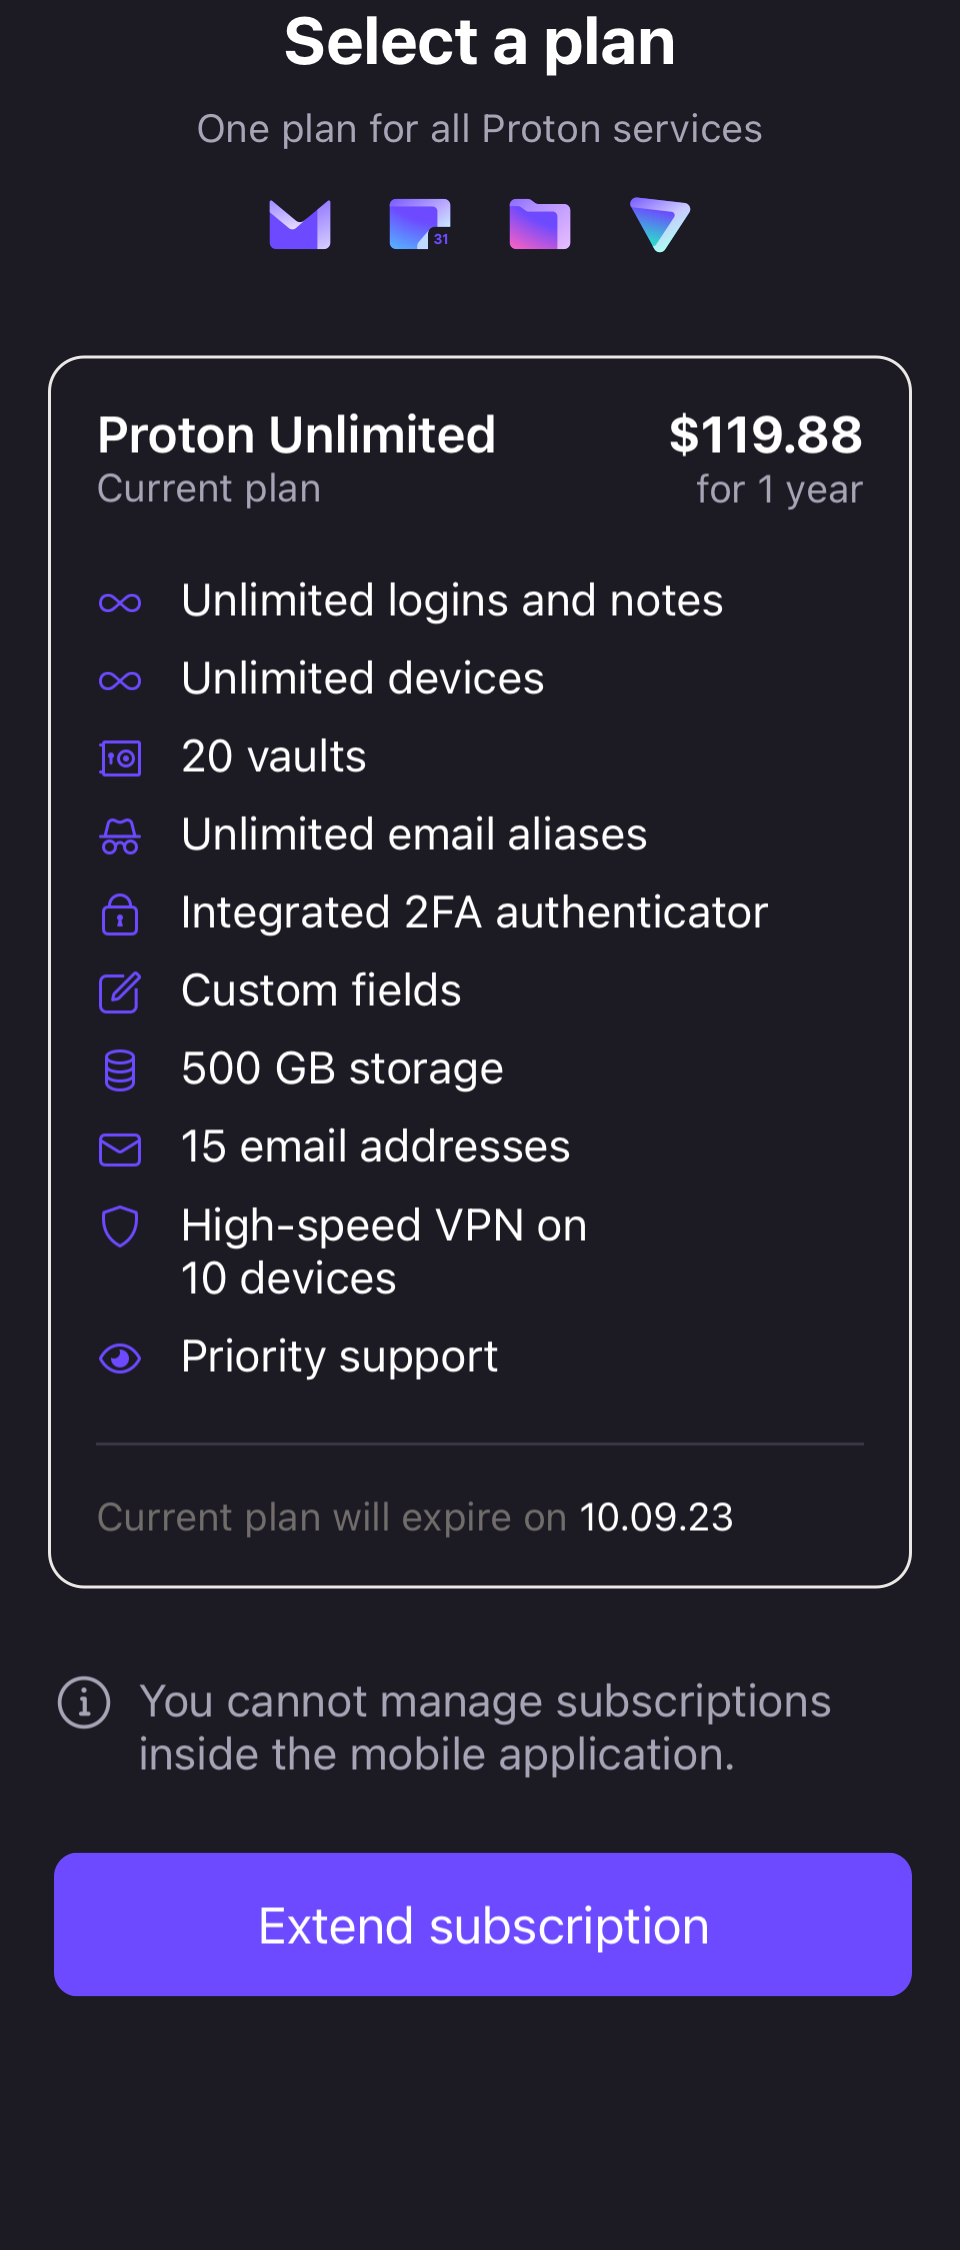 Select a plan
One plan for all Proton services
31
Proton Unlimited
$119.88
Current plan
for 1 year
Unlimited logins and notes
Unlimited devices
20 vaults
Unlimited email aliases
Integrated 2FA authenticator
Custom fields
500 GB storage
15 email addresses
High-speed VPN on
10 devices
Priority support
Current plan will expire on 10.09.23
You cannot manage subscriptions
inside the mobile application.
Extend subscription